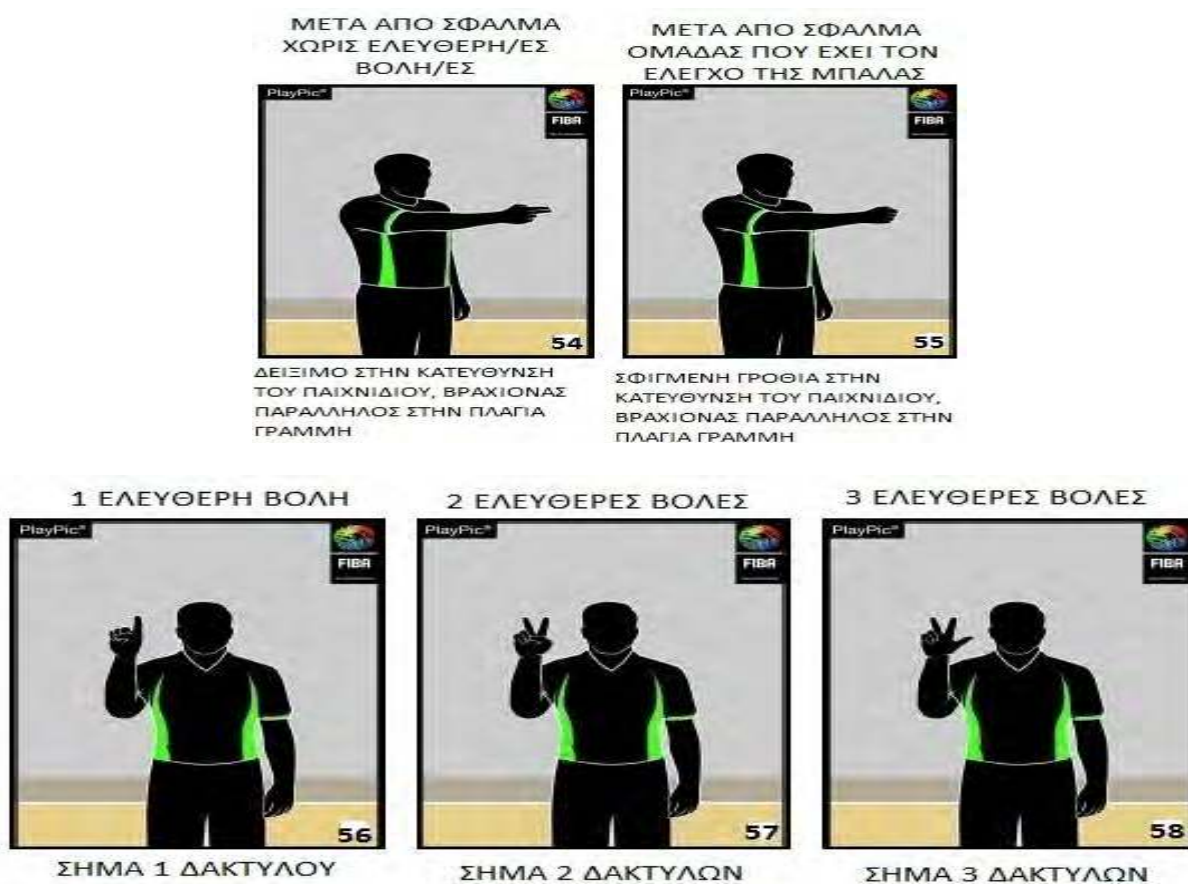 ΜΕΤΑ ΑΠΟ ΣΦΑΛΜΑ
ΧΩΡΙΣ ΕΛΕΥΘΕΡΗ/ΕΣ
ΒΟΛΗ/ΕΣ
PlayPic®
FIBA
54
ΔΕΙΞΙΜΟ ΣΤΗΝ ΚΑΤΕΥΘΥΝΣΗ
ΤΟΥ ΠΑΙΧΝΙΔΙΟΥ, ΒΡΑΧΙΟΝΑΣ
ΠΑΡΑΛΛΗΛΟΣ ΣΤΗΝ ΠΛΑΓΙΑ
ΓΡΑΜΜΗ
ΜΕΤΑ ΑΠΟ ΣΦΑΛΜΑ
ΟΜΑΔΑΣ ΠΟΥ ΕΧΕΙ ΤΟΝ
ΕΛΕΓΧΟ ΤΗΣ ΜΠΑΛΑΣ
PlayPic®
FIBA
55
ΣΦΙΓΜΕΝΗ ΓΡΟΘΙΑ ΣΤΗΝ
ΚΑΤΕΥΘΥΝΣΗ ΤΟΥ ΠΑΙΧΝΙΔΙΟΥ,
ΒΡΑΧΙΟΝΑΣ ΠΑΡΑΛΛΗΛΟΣ ΣΤΗΝ
ΠΛΑΓΙΑ ΓΡΑΜΜΗ
1 ΕΛΕΥΘΕΡΗ ΒΟΛΗ
PlayPic®
FIBA
56
ΣΗΜΑ 1 ΔΑΚΤΥΛΟΥ
2 ΕΛΕΥΘΕΡΕΣ ΒΟΛΕΣ
PlayPic®
FIBA
57
ΣΗΜΑ 2 ΔΑΚΤΥΛΩΝ
3 ΕΛΕΥΘΕΡΕΣ ΒΟΛΕΣ
PlayPic®
FIBA
58
ΣΗΜΑ 3 ΔΑΚΤΥΛΩΝ